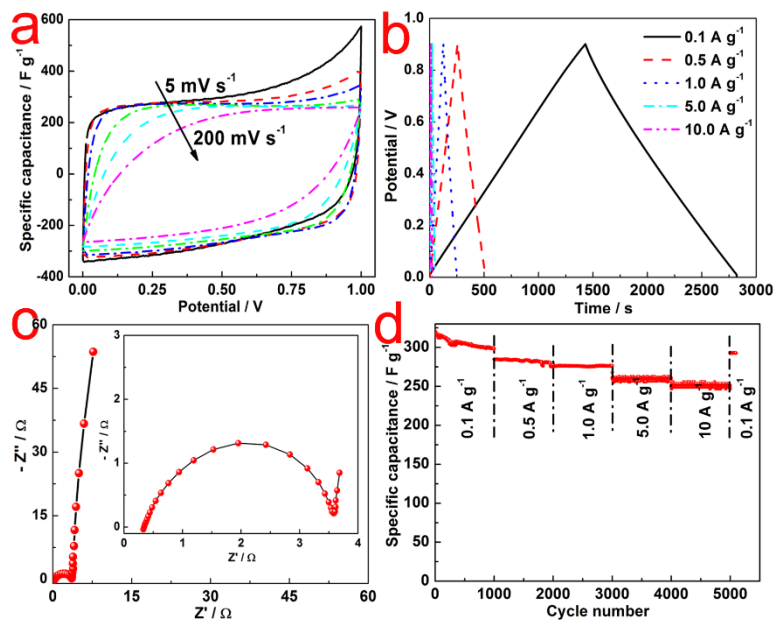 a
Specific capacitance / F g⁻¹
600
400
200
0
-200
-400
5 mV s⁻¹
200 mV s⁻¹
0.00 0.25 0.50 0.75 1.00
Potential / V
b
Potential / V
0.8
0.6
0.4
0.2
0.0
0.1 A g⁻¹
0.5 A g⁻¹
1.0 A g⁻¹
5.0 A g⁻¹
10.0 A g⁻¹
0 500 1000 1500 2000 2500 3000
Time / s
c
- Z'' / Ω
60
45
30
15
0
0 15 30 45 60
Z' / Ω
- Z'' / Ω
3
2
1
0
0 1 2 3 4
Z' / Ω
d
Specific capacitance / F g⁻¹
300
250
200
150
100
50
0
0.1 A g⁻¹
0.5 A g⁻¹
1.0 A g⁻¹
5.0 A g⁻¹
10 A g⁻¹
0.1 A g⁻¹
0 1000 2000 3000 4000 5000
Cycle number